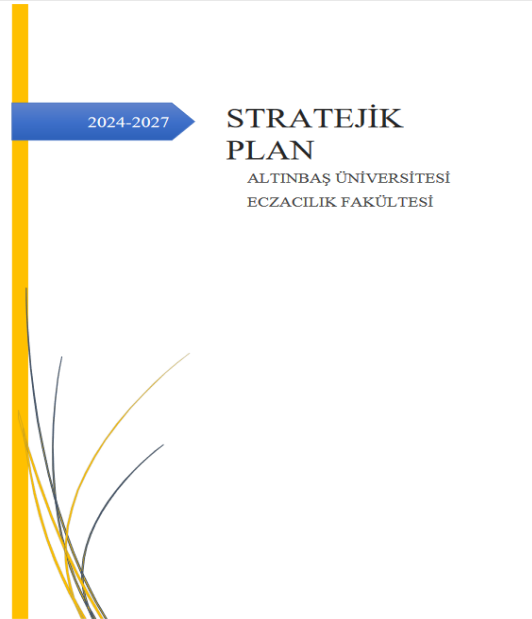 2024-2027
STRATEJİK
PLAN
ALTINBAŞ ÜNİVERSİTESİ
ECZACILIK FAKÜLTESİ